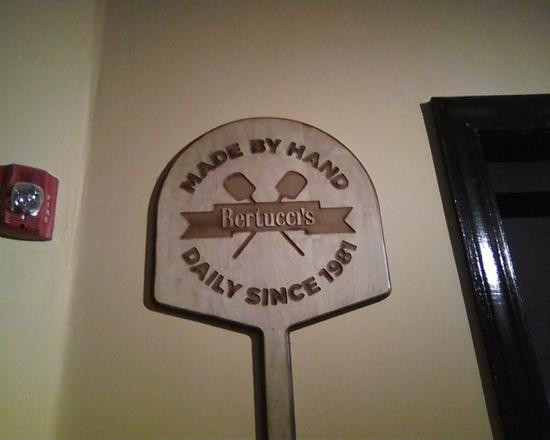 MADE BY HAND
Bertucci's
DAILY SINCE 1981